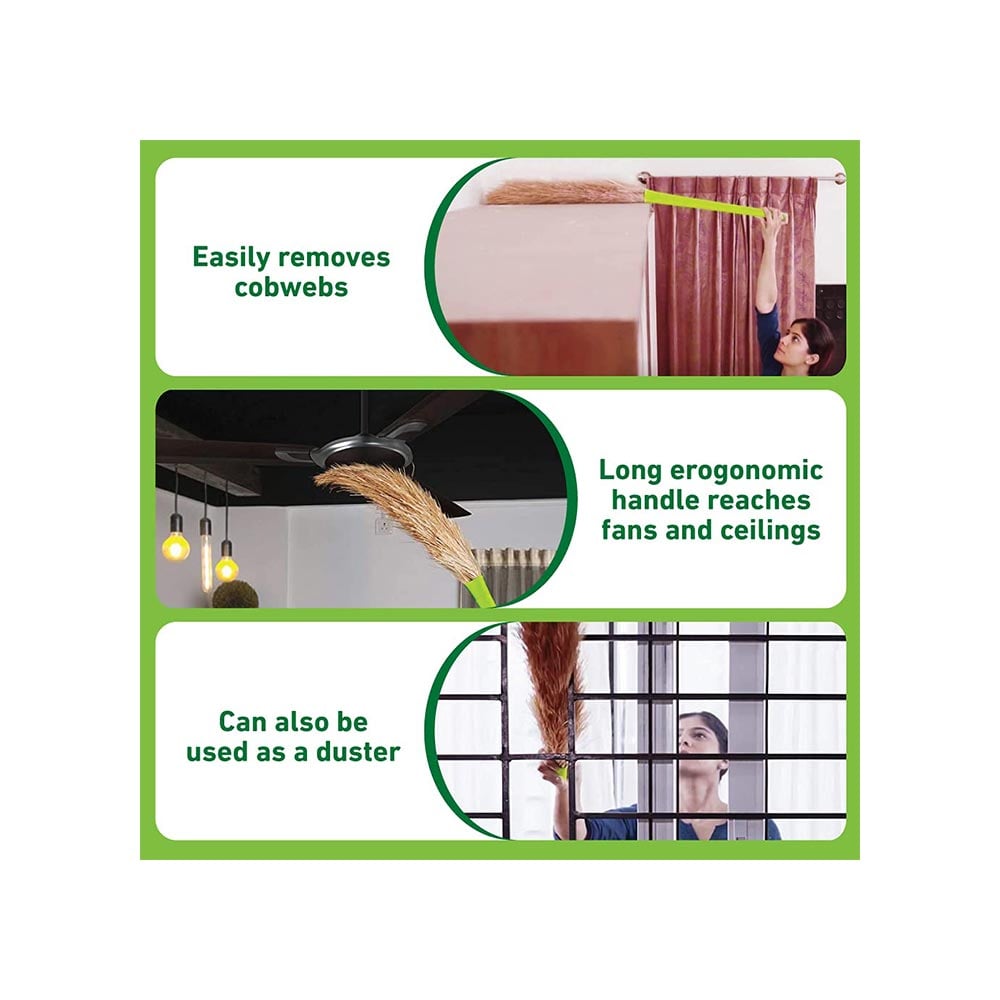 Easily removes
cobwebs
Long erogonomic
handle reaches
fans and ceilings
Can also be
used as a duster